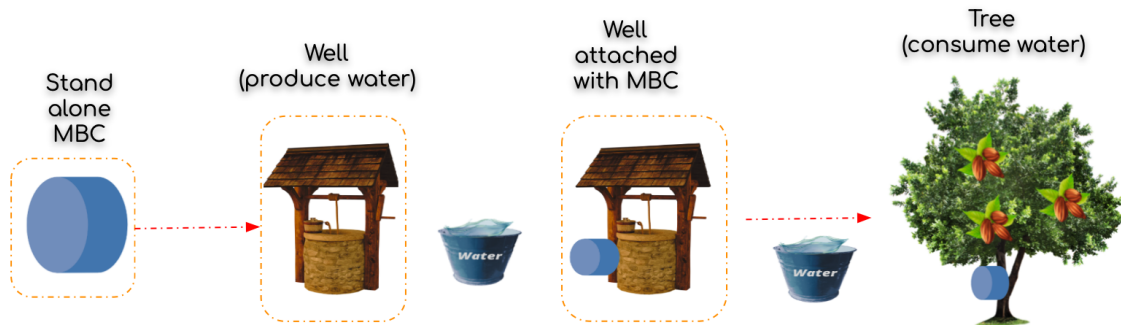 Stand
alone
MBC
Well
(produce water)
Water
Well
attached
with MBC
Water
Tree
(consume water)